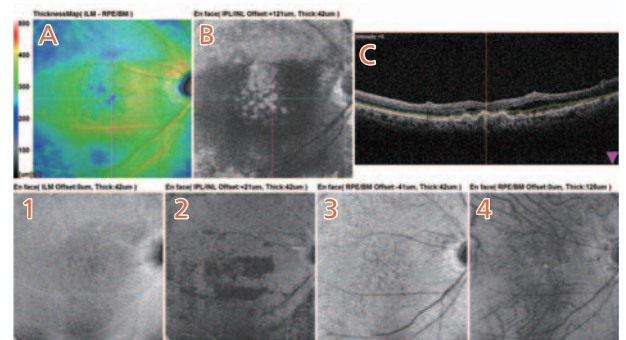 ThicknessMap( ILM - RPE/BM )
A
500
400
300
200
100
En face( IPL/INL Offset:+121um, Thick:42um )
B
C
En face( ILM Offset:0um, Thick:42um )
1
En face( IPL/INL Offset:+21um, Thick:42um )
2
En face( RPE/BM Offset:-41um, Thick:42um )
3
En face( RPE/BM Offset:0um, Thick:125um )
4